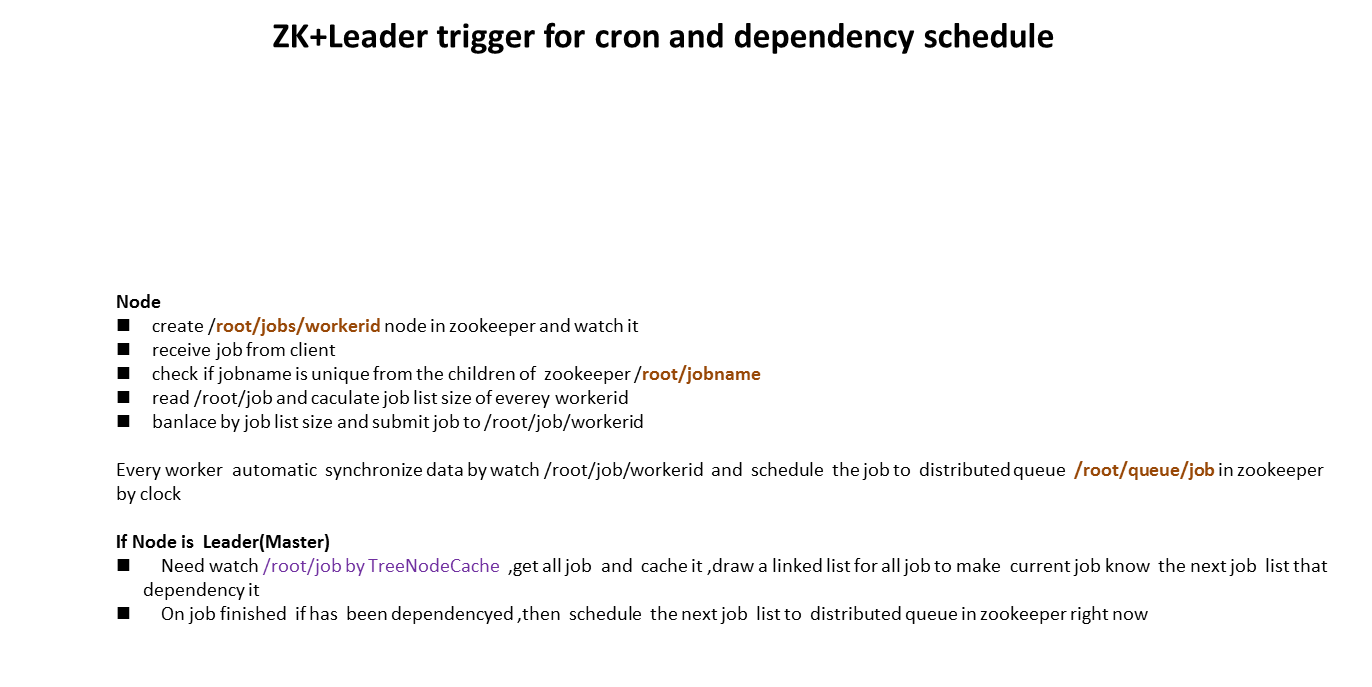 ZK+Leader trigger for cron and dependency schedule
Node
■ create /root/jobs/workerid node in zookeeper and watch it
■ receive job from client
■ check if jobname is unique from the children of zookeeper /root/jobname
■ read /root/job and caculate job list size of everey workerid
■ banlace by job list size and submit job to /root/job/workerid
Every worker automatic synchronize data by watch /root/job/workerid and schedule the job to distributed queue /root/queue/job in zookeeper
by clock
If Node is Leader(Master)
■ Need watch /root/job by TreeNodeCache ,get all job and cache it ,draw a linked list for all job to make current job know the next job list that
dependency it
■ On job finished if has been dependencyed ,then schedule the next job list to distributed queue in zookeeper right now